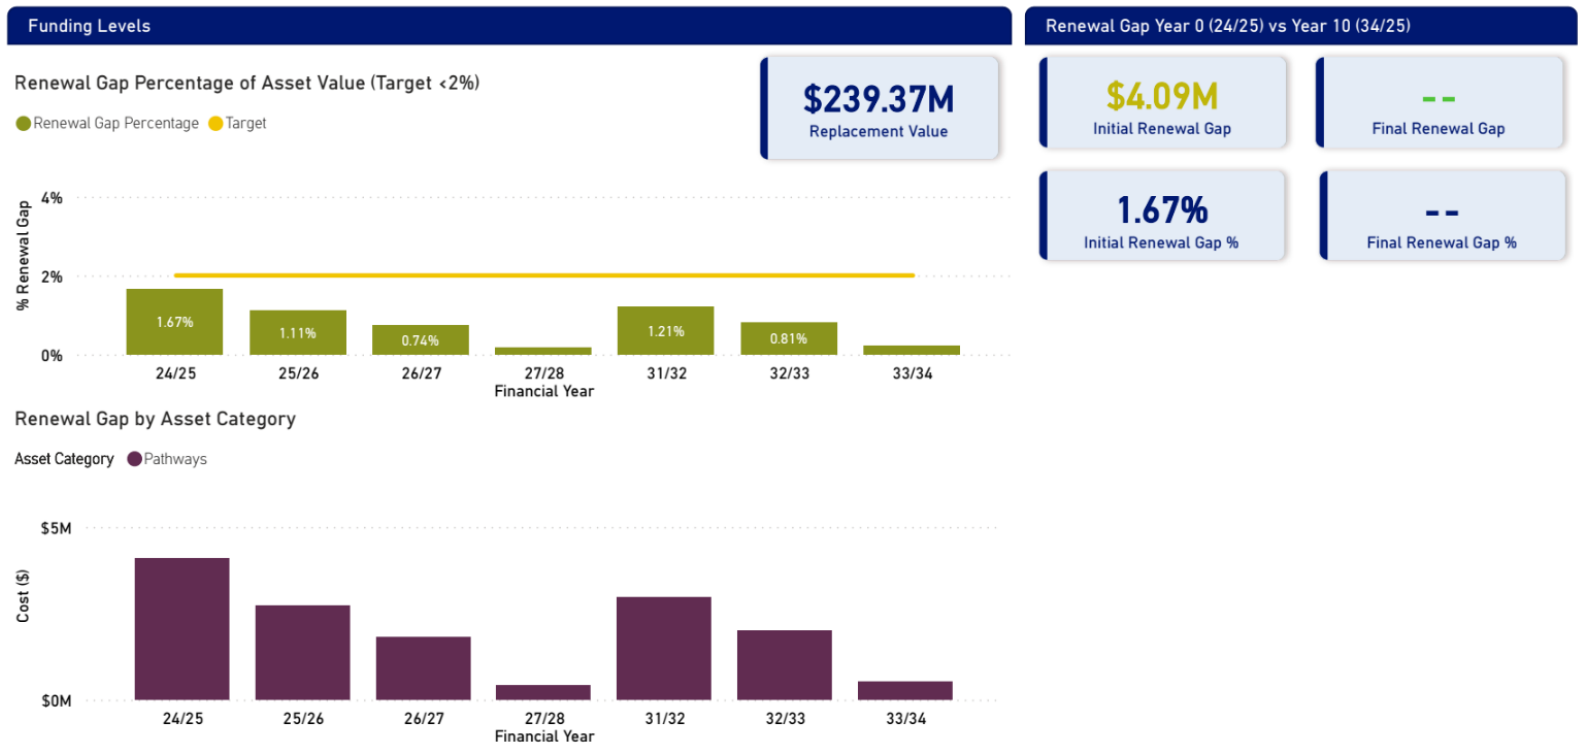 Funding Levels
Renewal Gap Percentage of Asset Value (Target <2%)
Renewal Gap Percentage Target
$239.37M
Replacement Value
% Renewal Gap
4%
2%
0%
1.67%
1.11%
0.74%
1.21%
0.81%
24/25 25/26 26/27 27/28 31/32 32/33 33/34
Financial Year
Renewal Gap by Asset Category
Asset Category Pathways
Cost ($)
$5M
$0M
24/25 25/26 26/27 27/28 31/32 32/33 33/34
Financial Year
Renewal Gap Year 0 (24/25) vs Year 10 (34/25)
$4.09M
Initial Renewal Gap
--
Final Renewal Gap
1.67%
Initial Renewal Gap %
--
Final Renewal Gap %